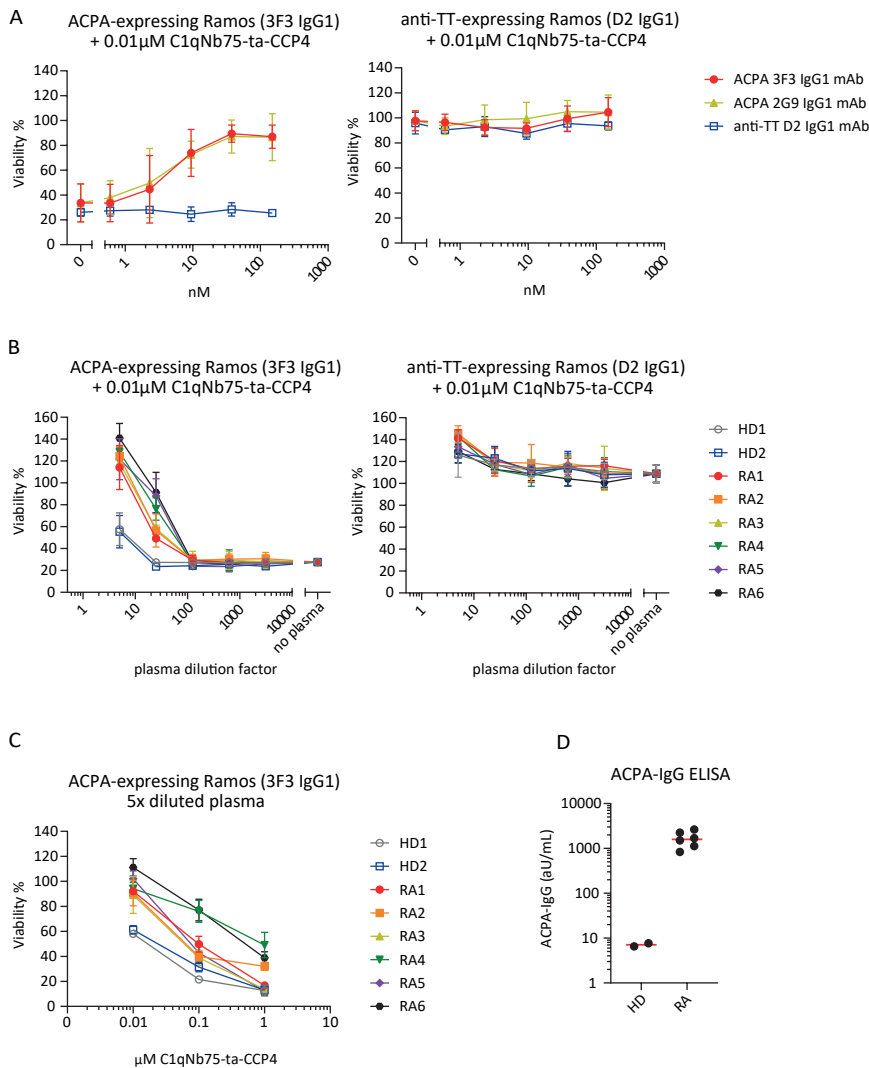 A
ACPA-expressing Ramos (3F3 IgG1)
+ 0.01µM C1qNb75-ta-CCP4
anti-TT-expressing Ramos (D2 IgG1)
+ 0.01µM C1qNb75-ta-CCP4
Viability %
140
120
100
80
60
40
20
0
0
1
10
100
1000
nM
Viability %
140
120
100
80
60
40
20
0
0
1
10
100
1000
nM
ACPA 3F3 IgG1 mAb
ACPA 2G9 IgG1 mAb
anti-TT D2 IgG1 mAb
B
ACPA-expressing Ramos (3F3 IgG1)
+ 0.01µM C1qNb75-ta-CCP4
anti-TT-expressing Ramos (D2 IgG1)
+ 0.01µM C1qNb75-ta-CCP4
Viability %
160
140
120
100
80
60
40
20
0
1
10
100
1000
10000
no plasma
plasma dilution factor
Viability %
160
140
120
100
80
60
40
20
0
1
10
100
1000
10000
no plasma
plasma dilution factor
HD1
HD2
RA1
RA2
RA3
RA4
RA5
RA6
C
ACPA-expressing Ramos (3F3 IgG1)
5x diluted plasma
Viability %
140
120
100
80
60
40
20
0
0
0.01
0.1
1
µM C1qNb75-ta-CCP4
HD1
HD2
RA1
RA2
RA3
RA4
RA5
RA6
D
ACPA-IgG ELISA
ACPA-IgG (aU/mL)
10000
1000
100
10
1
HD
RA